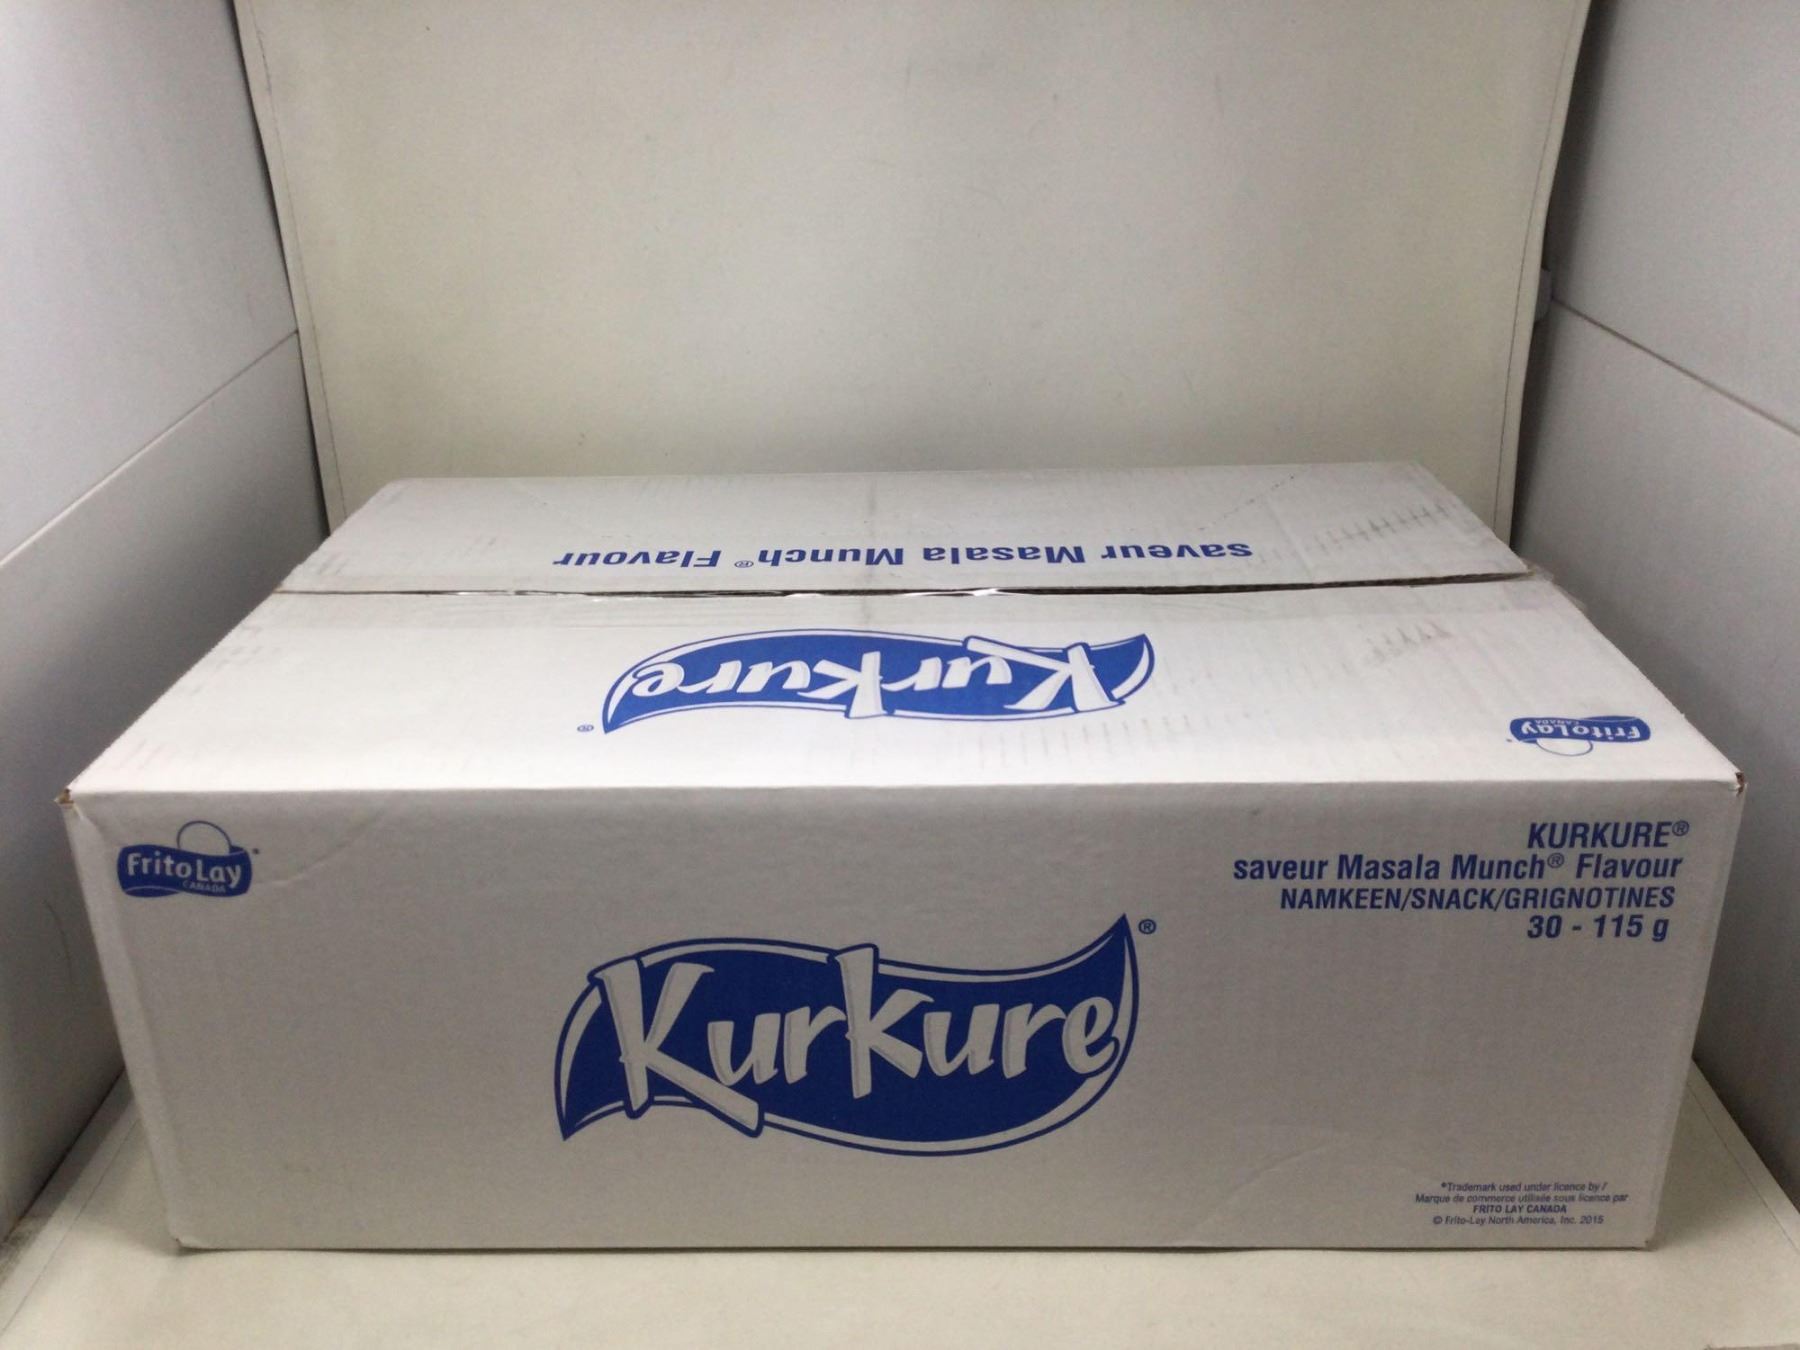 saveur Masala Munch® Flavour
Kurkure®
FritoLay
CANADA
FritoLay
CANADA
KURKURE®
saveur Masala Munch® Flavour
NAMKEEN/SNACK/GRIGNOTINES
30 - 115 g
Kurkure®
*Trademark used under licence by /
Marque de commerce utilisée sous licence par
FRITO LAY CANADA
© Frito-Lay North America, Inc. 2015